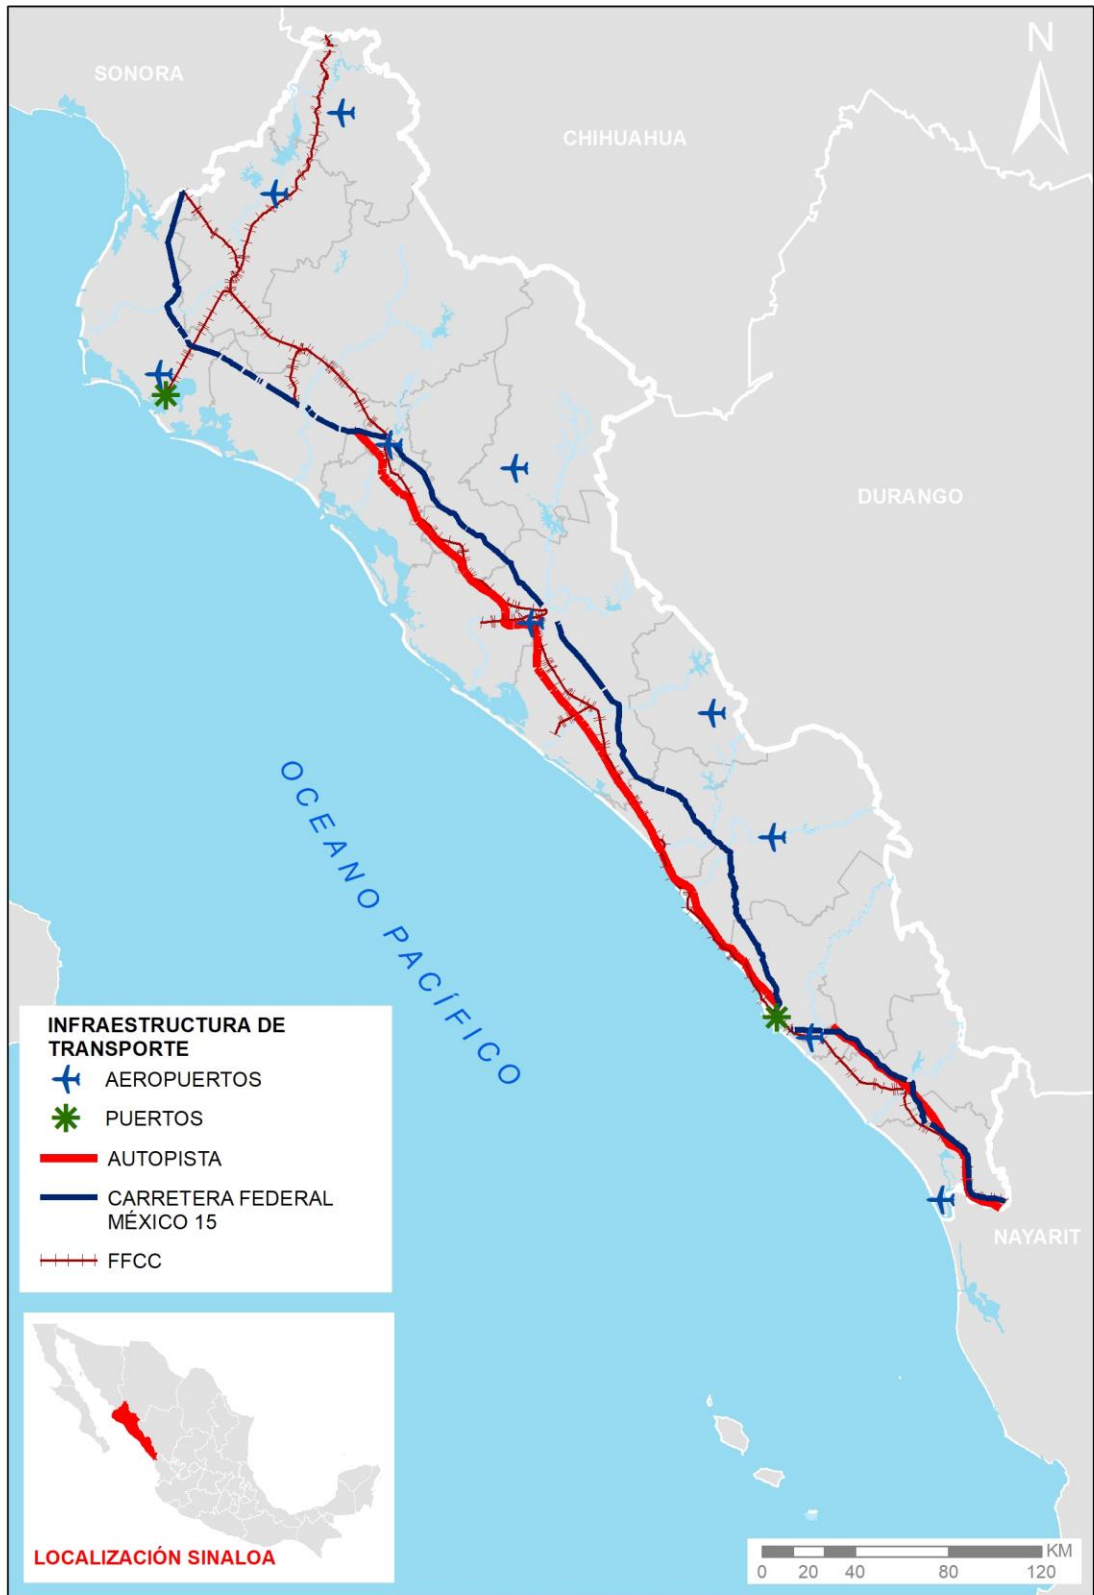 N
SONORA
CHIHUAHUA
DURANGO
OCEANO PACÍFICO
NAYARIT
INFRAESTRUCTURA DE
TRANSPORTE
AEROPUERTOS
PUERTOS
AUTOPISTA
CARRETERA FEDERAL
MÉXICO 15
FFCC
LOCALIZACIÓN SINALOA
KM
0 20 40 80 120